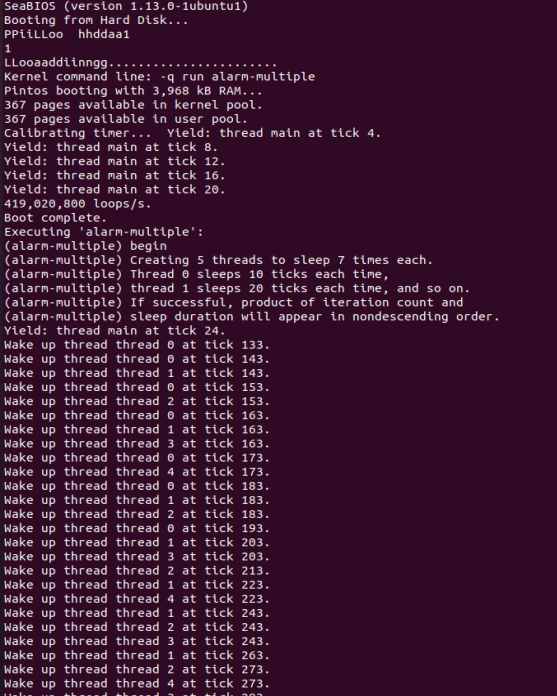 SeaBIOS (version 1.13.0-1ubuntu1)
Booting from Hard Disk...
PPiiLLoo  hhddaa1
1
LLooaaddiinngg.......................
Kernel command line: -q run alarm-multiple
Pintos booting with 3,968 kB RAM...
367 pages available in kernel pool.
367 pages available in user pool.
Calibrating timer...  Yield: thread main at tick 4.
Yield: thread main at tick 8.
Yield: thread main at tick 12.
Yield: thread main at tick 16.
Yield: thread main at tick 20.
419,020,800 loops/s.
Boot complete.
Executing 'alarm-multiple':
(alarm-multiple) begin
(alarm-multiple) Creating 5 threads to sleep 7 times each.
(alarm-multiple) Thread 0 sleeps 10 ticks each time,
(alarm-multiple) thread 1 sleeps 20 ticks each time, and so on.
(alarm-multiple) If successful, product of iteration count and
(alarm-multiple) sleep duration will appear in nondescending order.
Yield: thread main at tick 24.
Wake up thread thread 0 at tick 133.
Wake up thread thread 0 at tick 143.
Wake up thread thread 1 at tick 143.
Wake up thread thread 0 at tick 153.
Wake up thread thread 2 at tick 153.
Wake up thread thread 0 at tick 163.
Wake up thread thread 1 at tick 163.
Wake up thread thread 3 at tick 163.
Wake up thread thread 0 at tick 173.
Wake up thread thread 4 at tick 173.
Wake up thread thread 0 at tick 183.
Wake up thread thread 1 at tick 183.
Wake up thread thread 2 at tick 183.
Wake up thread thread 0 at tick 193.
Wake up thread thread 1 at tick 203.
Wake up thread thread 3 at tick 203.
Wake up thread thread 2 at tick 213.
Wake up thread thread 1 at tick 223.
Wake up thread thread 4 at tick 223.
Wake up thread thread 1 at tick 243.
Wake up thread thread 2 at tick 243.
Wake up thread thread 3 at tick 243.
Wake up thread thread 1 at tick 263.
Wake up thread thread 2 at tick 273.
Wake up thread thread 4 at tick 273.